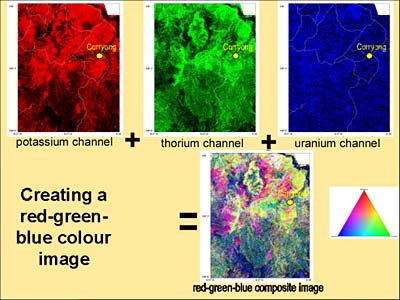 Corryong
Corryong
Corryong
potassium channel
+
thorium channel
+
uranium channel
Creating a
red-green-
blue colour
image
=
red-green-blue composite image